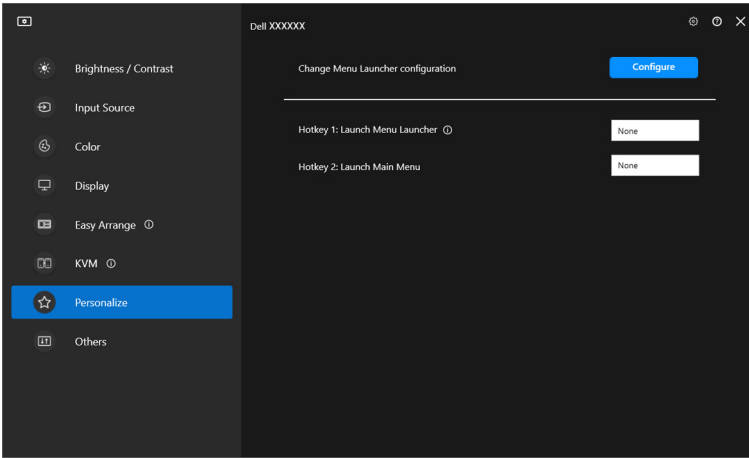 Dell XXXXXX
Brightness / Contrast
Input Source
Color
Display
Easy Arrange
KVM
Personalize
Others
Change Menu Launcher configuration
Configure
Hotkey 1: Launch Menu Launcher
None
Hotkey 2: Launch Main Menu
None